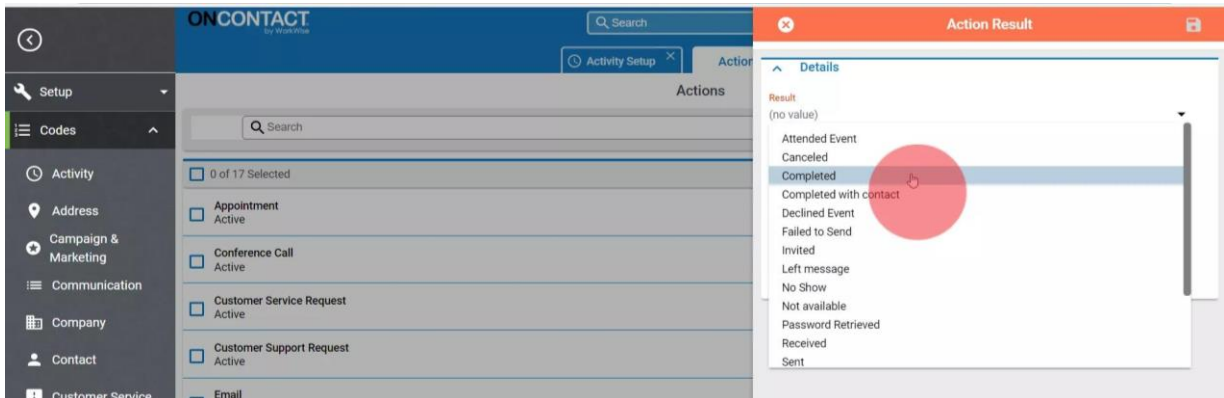 ONCONTACT
by WorkWise
Search
Activity Setup
Action
Setup
Codes
Activity
Address
Campaign &
Marketing
Communication
Company
Contact
Customer Service
Actions
Search
0 of 17 Selected
Appointment
Active
Conference Call
Active
Customer Service Request
Active
Customer Support Request
Active
Email
Action Result
Details
Result
(no value)
Attended Event
Canceled
Completed
Completed with contact
Declined Event
Failed to Send
Invited
Left message
No Show
Not available
Password Retrieved
Received
Sent